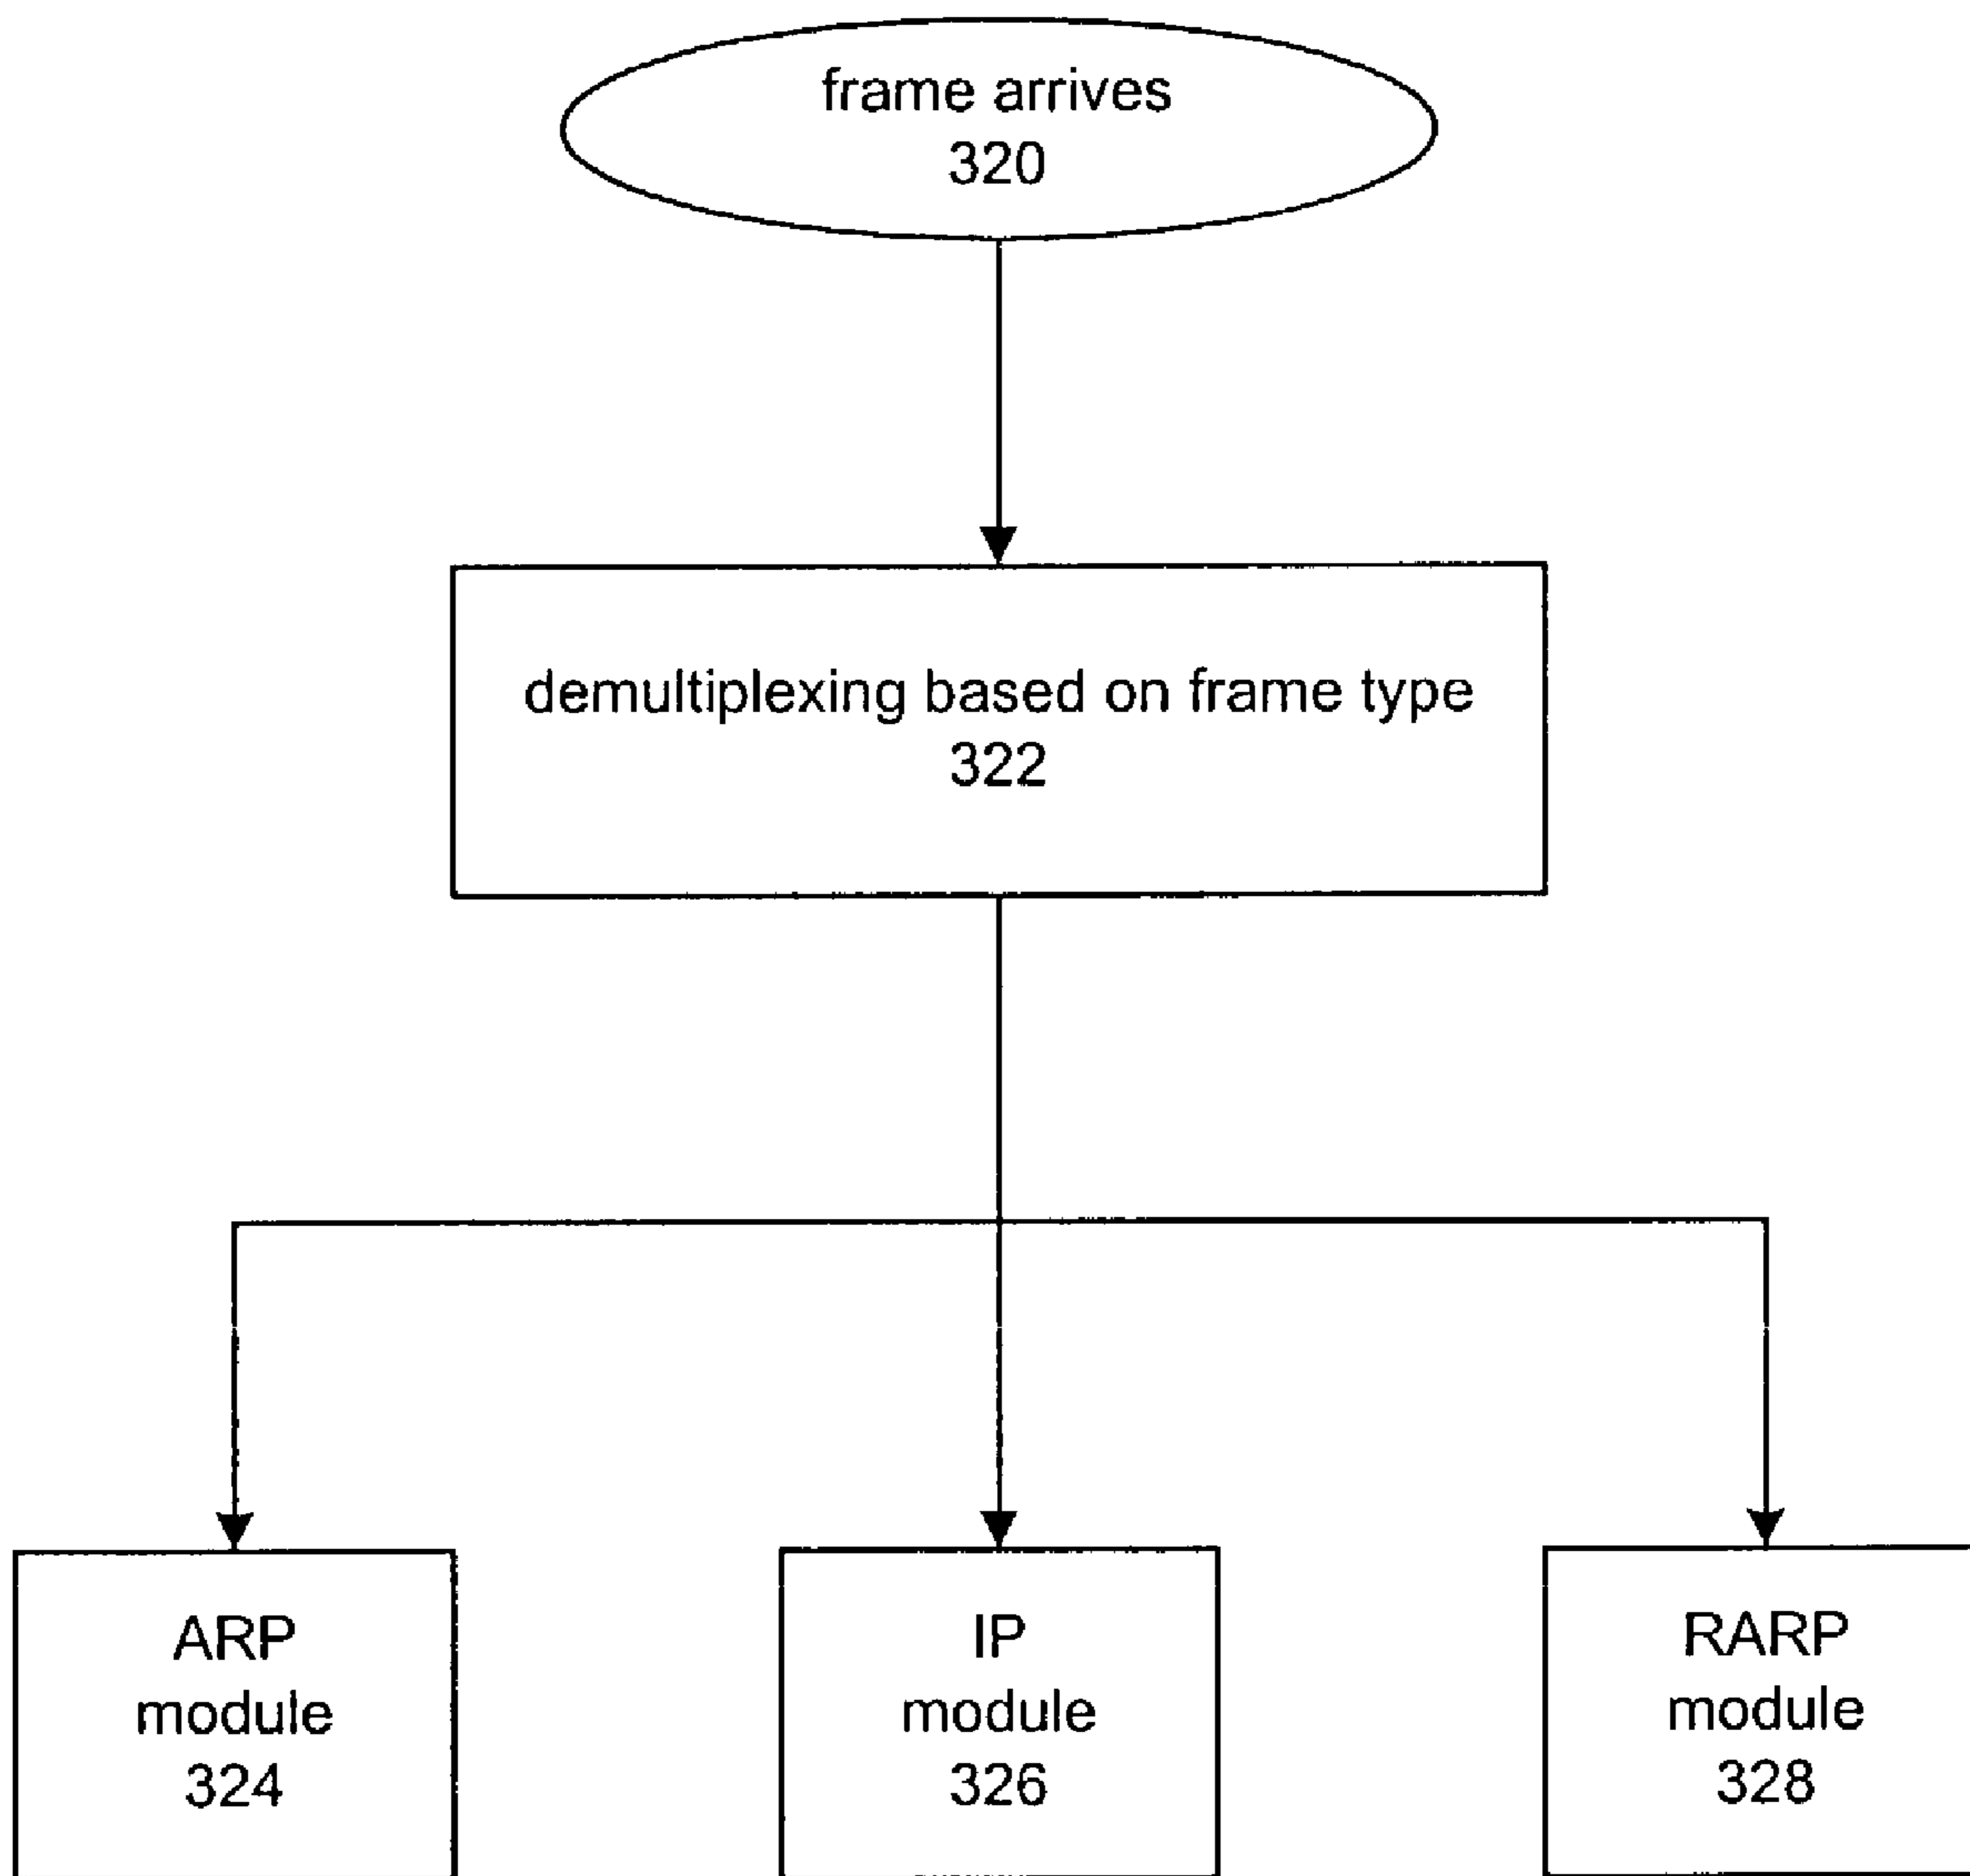 frame arrives
320
demultiplexing based on frame type
322
ARP
module
324
IP
module
326
RARP
module
328